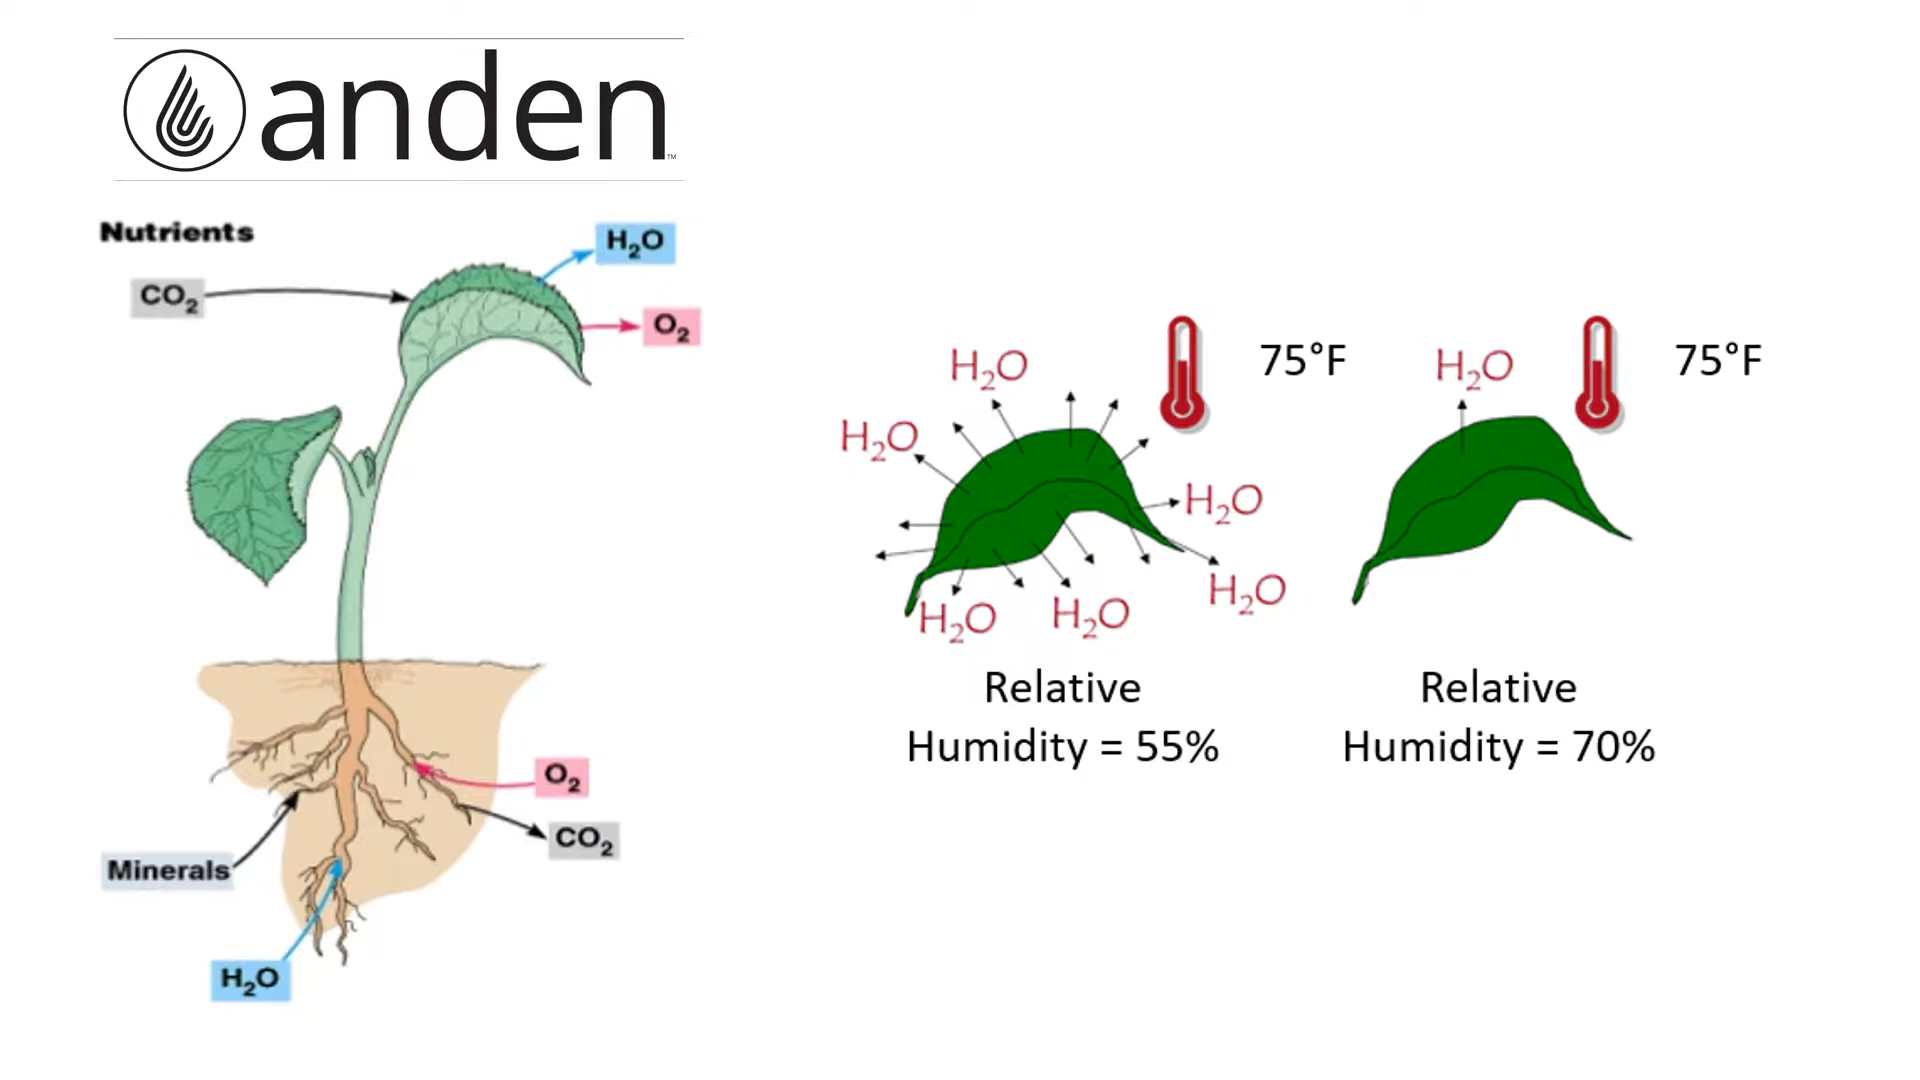 anden™
Nutrients
H₂O
CO₂
O₂
O₂
CO₂
Minerals
H₂O
H₂O
H₂O
H₂O
H₂O
H₂O
H₂O
75°F
Relative
Humidity = 55%
H₂O
75°F
Relative
Humidity = 70%